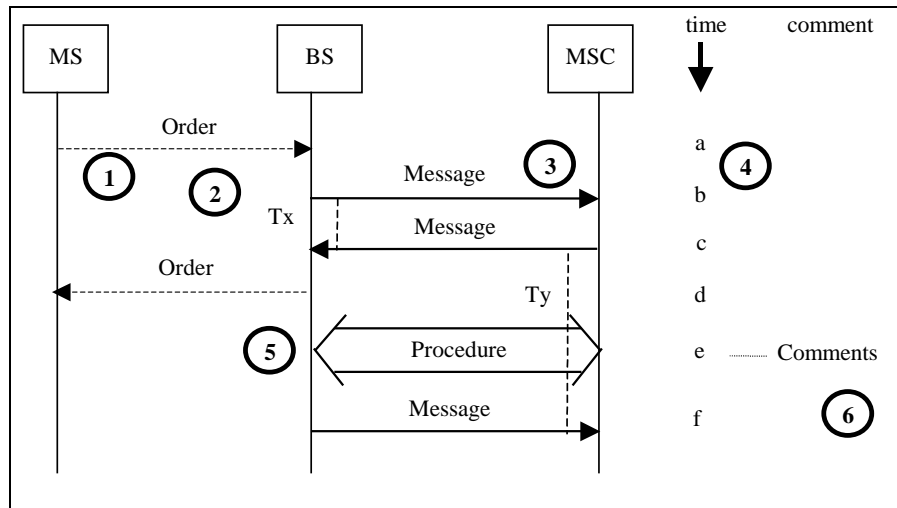 time comment
MS BS MSC
Order
a
1 2 3 4
Message
b
Tx
Message
c
Order
Ty d
5 Procedure e Comments
Message
f 6